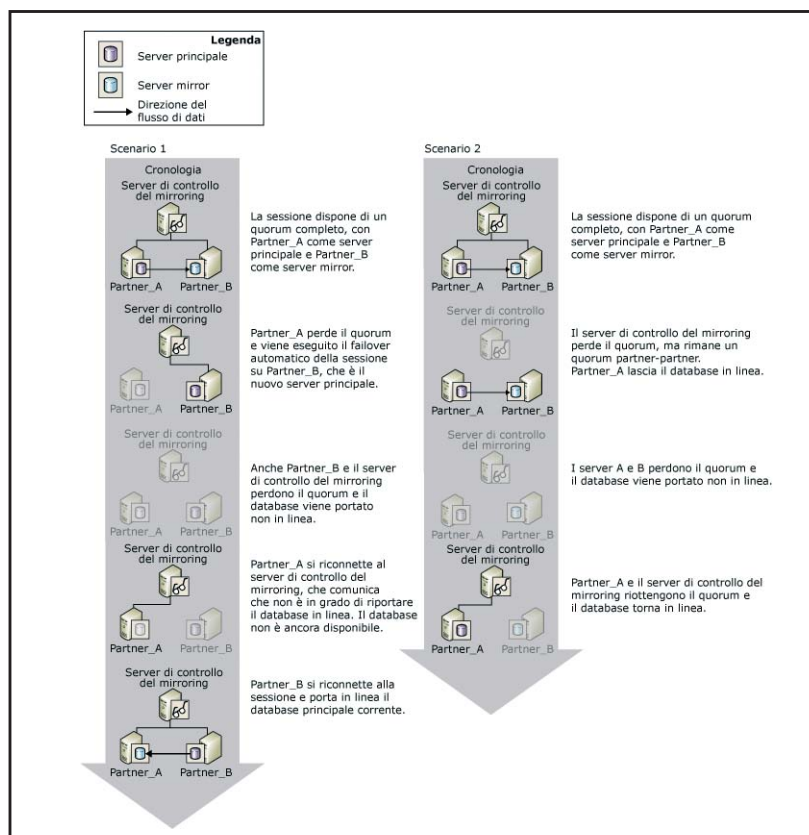 Legenda
Server principale
Server mirror
Direzione del
flusso di dati
Scenario 1
Cronologia
Server di controllo
del mirroring
Partner_A
Partner_B
La sessione dispone di un
quorum completo, con
Partner_A come server
principale e Partner_B
come server mirror.
Server di controllo
del mirroring
Partner_A
Partner_B
Partner_A perde il quorum
e viene eseguito il failover
automatico della sessione
su Partner_B, che è il
nuovo server principale.
Server di controllo
del mirroring
Partner_A
Partner_B
Anche Partner_B e il server
di controllo del mirroring
perdono il quorum e il
database viene portato
non in linea.
Server di controllo
del mirroring
Partner_A
Partner_B
Partner_A si riconnette al
server di controllo del
mirroring, che comunica
che non è in grado di riportare
il database in linea. Il database
non è ancora disponibile.
Server di controllo
del mirroring
Partner_A
Partner_B
Partner_B si riconnette alla
sessione e porta in linea il
database principale corrente.
Scenario 2
Cronologia
Server di controllo
del mirroring
Partner_A
Partner_B
La sessione dispone di un quorum
completo, con Partner_A come
server principale e Partner_B
come server mirror.
Server di controllo
del mirroring
Partner_A
Partner_B
Il server di controllo del mirroring
perde il quorum, ma rimane un
quorum partner-partner.
Partner_A lascia il database in linea.
Server di controllo
del mirroring
Partner_A
Partner_B
I server A e B perdono il quorum e
il database viene portato non in linea.
Server di controllo
del mirroring
Partner_A
Partner_B
Partner_A e il server di controllo del
mirroring riottengono il quorum e
il database torna in linea.